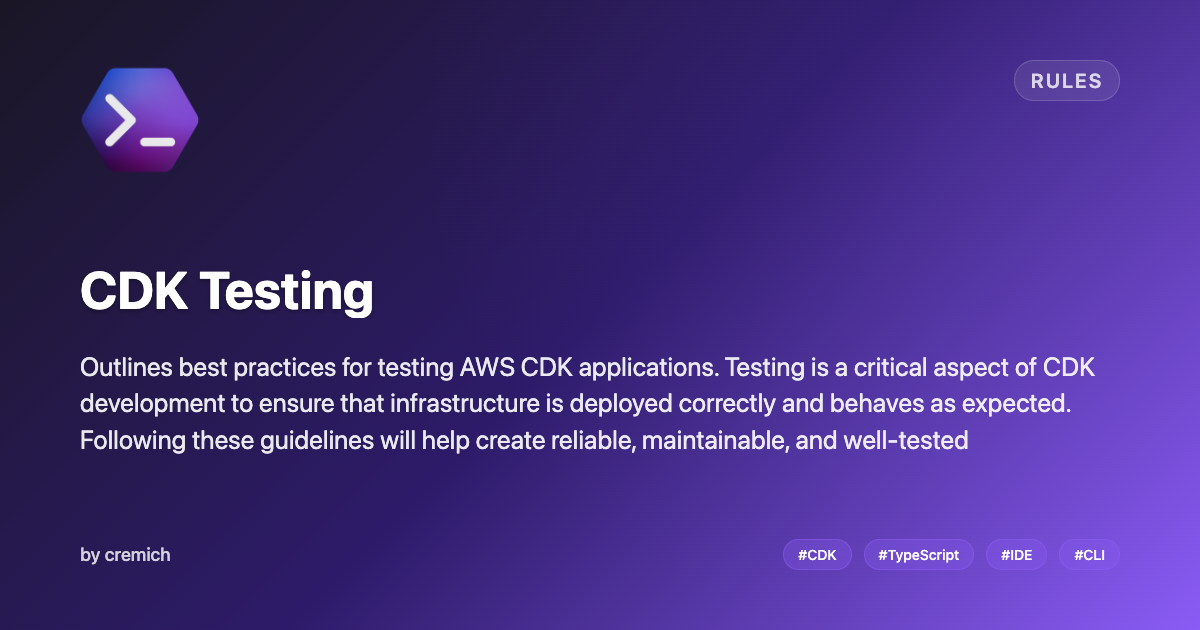 RULES
CDK Testing
Outlines best practices for testing AWS CDK applications. Testing is a critical aspect of CDK
development to ensure that infrastructure is deployed correctly and behaves as expected.
Following these guidelines will help create reliable, maintainable, and well-tested
by cremich
#CDK #TypeScript #IDE #CLI